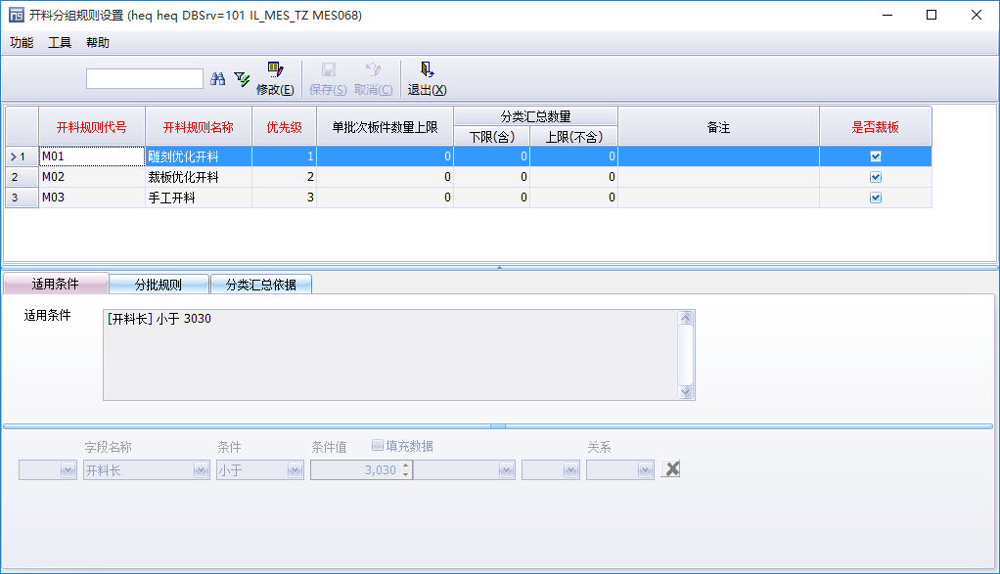 开料分组规则设置 (heq heq DBSrv=101 IL_MES_TZ MES068)
功能 工具 帮助
修改(E) 保存(S) 取消(C) 退出(X)
开料规则代号 开料规则名称 优先级 单批次板件数量上限 分类汇总数量 备注 是否裁板
下限(含) 上限(不含)
1 M01 雕刻优化开料 1 0 0 0
2 M02 裁板优化开料 2 0 0 0
3 M03 手工开料 3 0 0 0
适用条件 分批规则 分类汇总依据
适用条件 [开料长] 小于 3030
字段名称 条件 条件值 填充数据 关系
开料长 小于 3,030